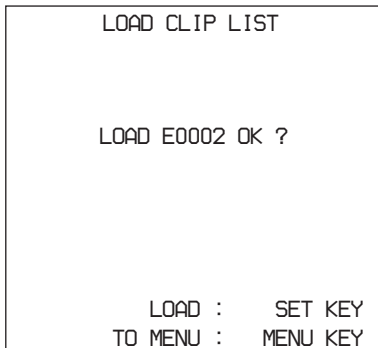 LOAD CLIP LIST
LOAD E0002 OK ?
LOAD : SET KEY
TO MENU : MENU KEY